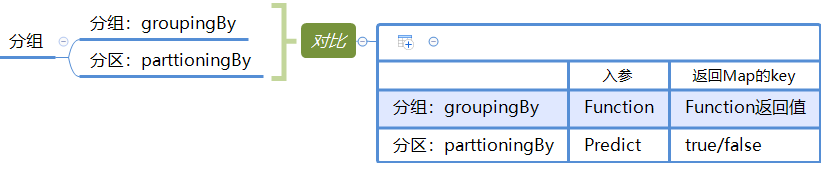 分组
分组：groupingBy
分区：parttioningBy
对比
入参 返回Map的key
分组：groupingBy Function Function返回值
分区：parttioningBy Predict true/false